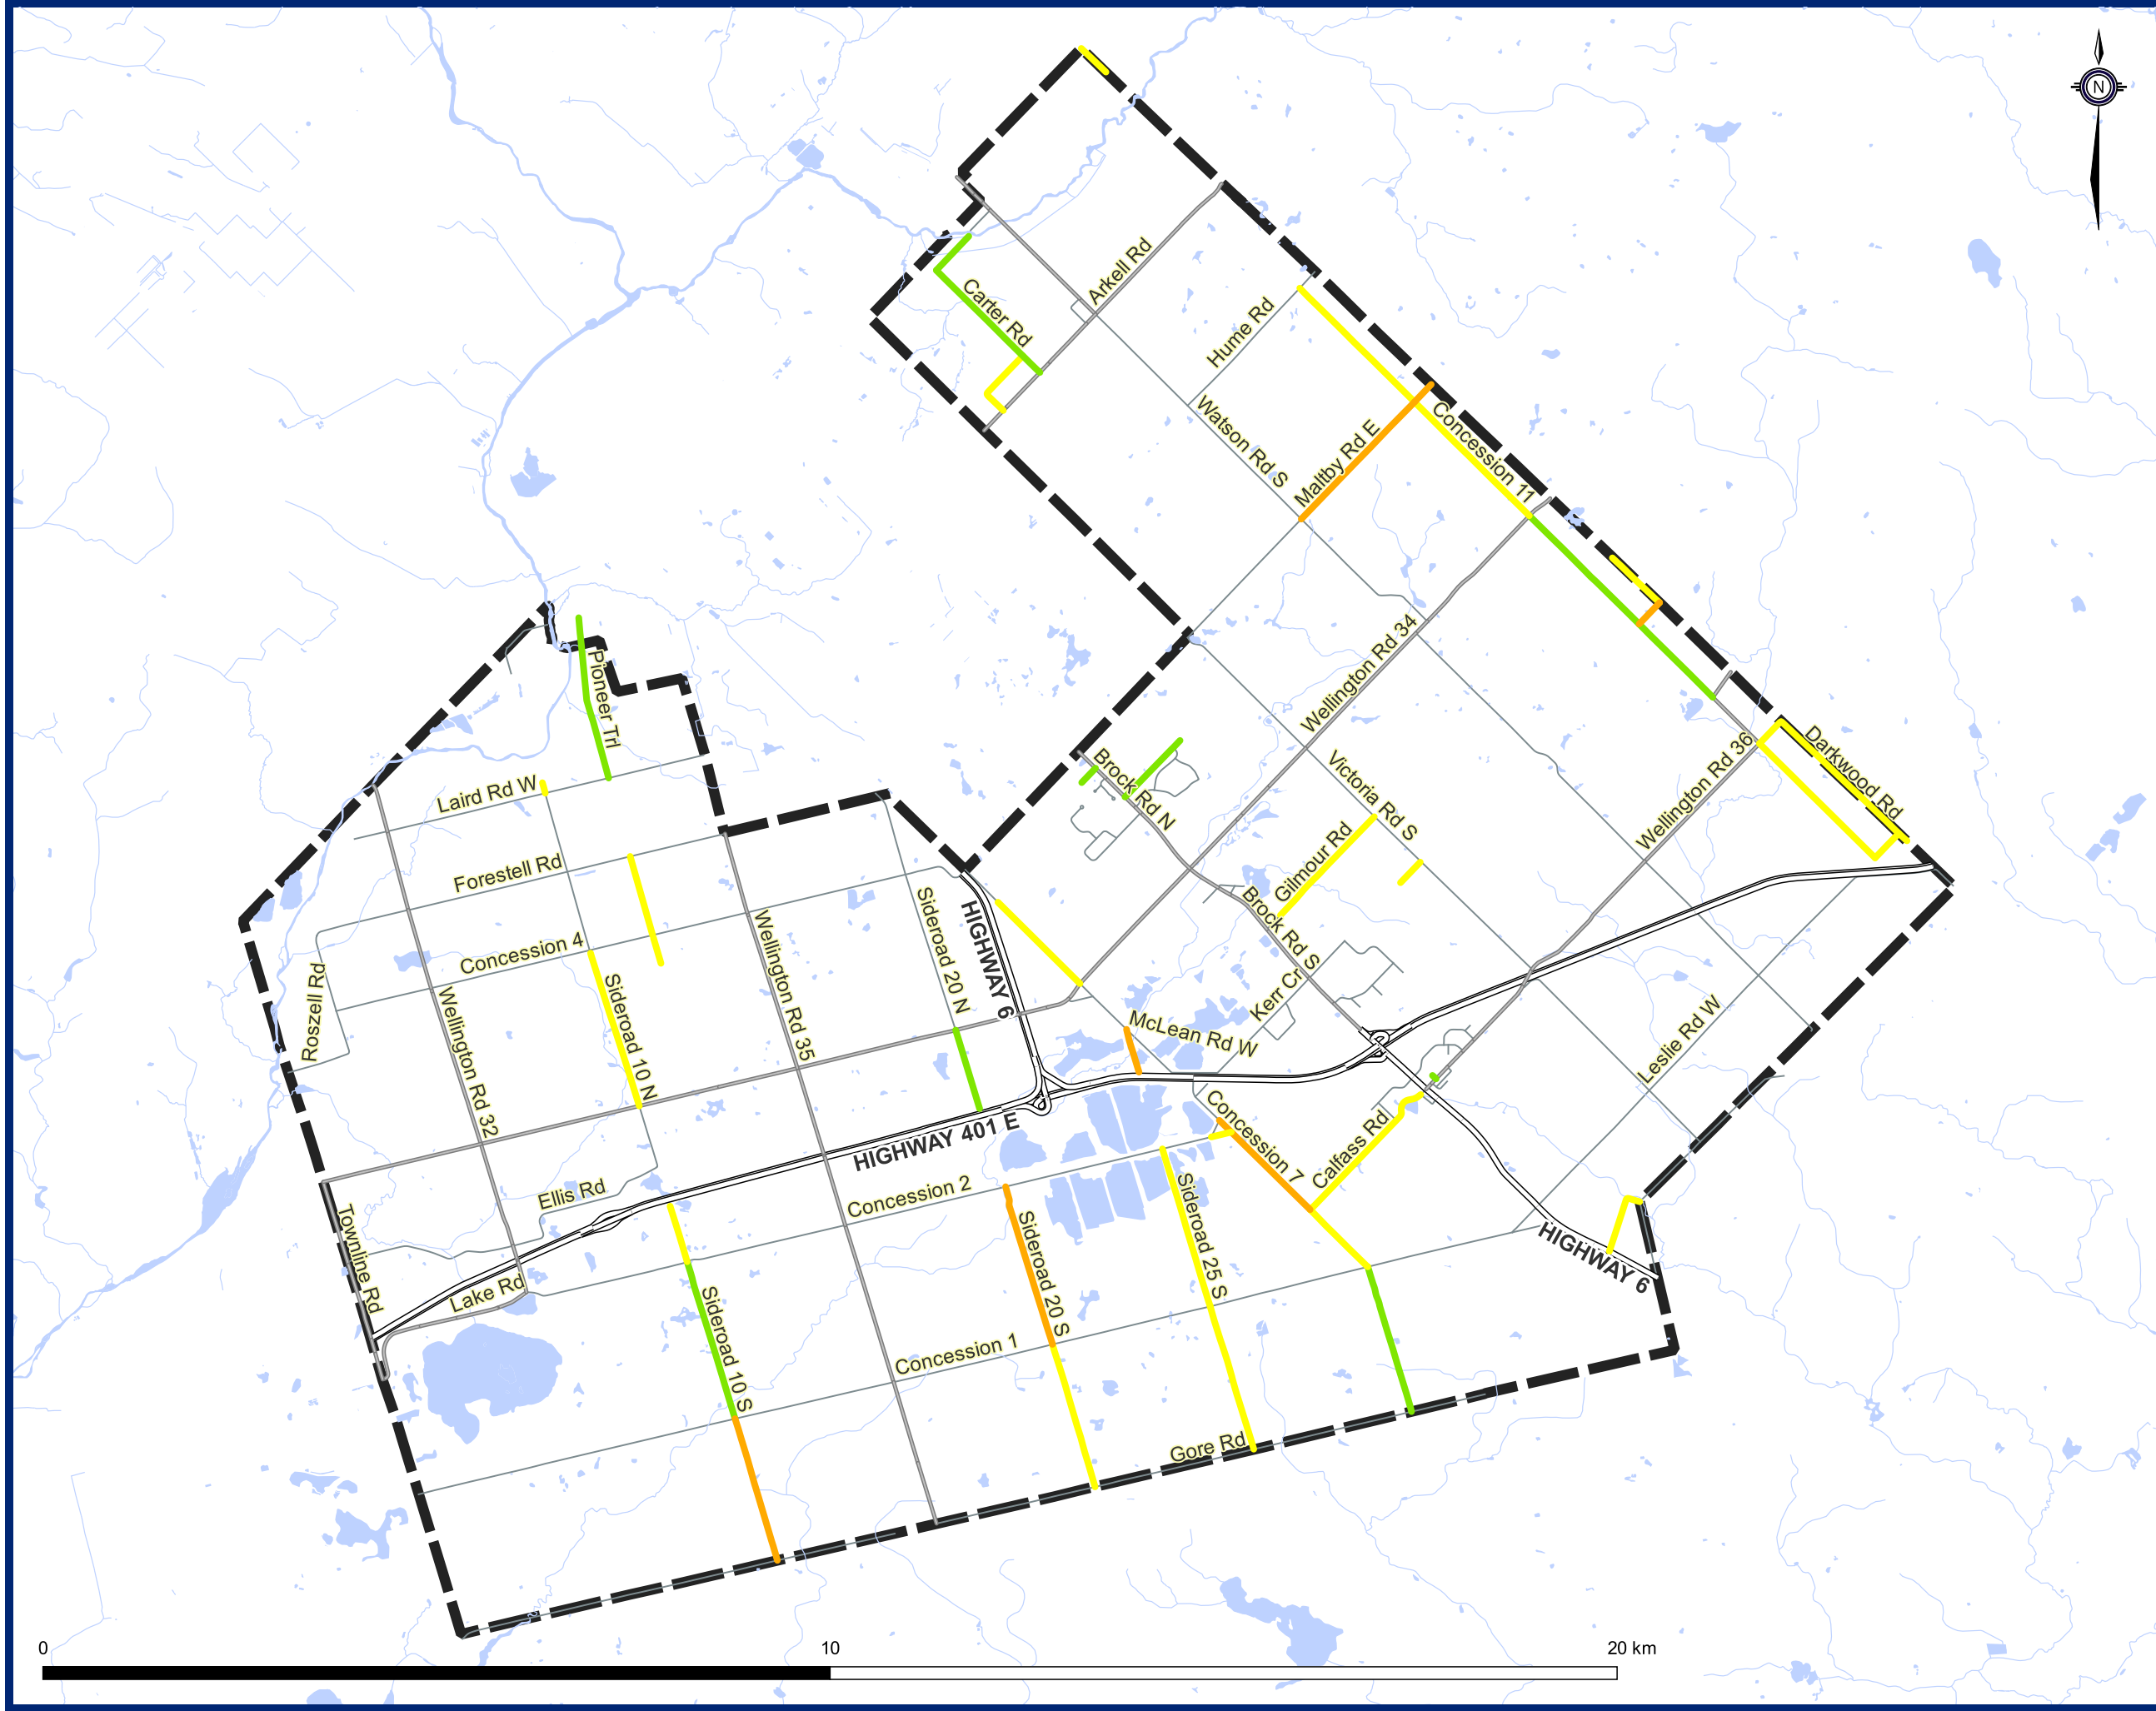 N
Arkell Rd
Carter Rd
Hume Rd
Watson Rd S
Maltby Rd E
Concession 11
Wellington Rd 34
Pioneer Trl
Laird Rd W
Brock Rd N
Victoria Rd S
Darkwood Rd
Wellington Rd 36
Forestell Rd
Gilmour Rd
Brock Rd S
Sideroad 20 N
HIGHWAY 6
Wellington Rd 35
Concession 4
Roszell Rd
Sideroad 10 N
Wellington Rd 32
Kerr Cr
McLean Rd W
Leslie Rd W
Concession 7
Calfass Rd
HIGHWAY 401 E
Ellis Rd
Concession 2
Sideroad 25 S
Sideroad 20 S
Townline Rd
HIGHWAY 6
Lake Rd
Sideroad 10 S
Concession 1
Gore Rd
0
10
20 km